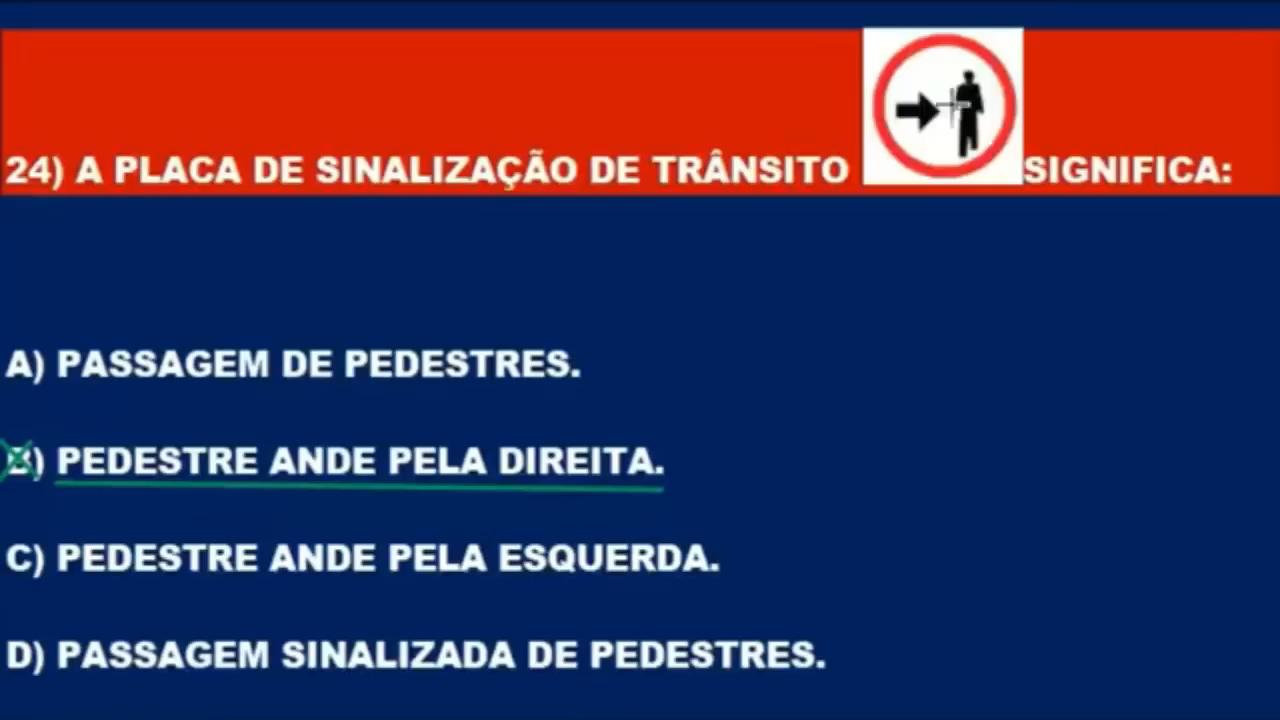 24) A PLACA DE SINALIZAÇÃO DE TRÂNSITO SIGNIFICA:
A) PASSAGEM DE PEDESTRES.
B) PEDESTRE ANDE PELA DIREITA.
C) PEDESTRE ANDE PELA ESQUERDA.
D) PASSAGEM SINALIZADA DE PEDESTRES.